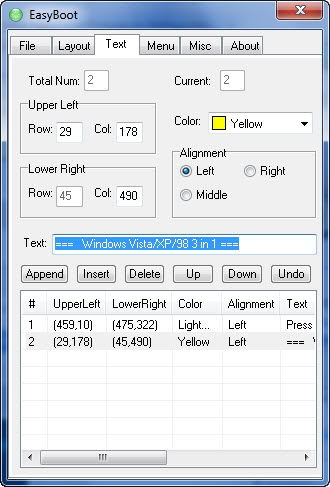 EasyBoot
File Layout Text Menu Misc About
Total Num: 2 Current: 2
Upper Left
Row: 29 Col: 178
Color: Yellow
Lower Right
Row: 45 Col: 490
Alignment
Left Right
Middle
Text: === Windows Vista/XP/98 3 in 1 ===
Append Insert Delete Up Down Undo
# UpperLeft LowerRight Color Alignment Text
1 (459,10) (475,322) Light... Left Press
2 (29,178) (45,490) Yellow Left ===